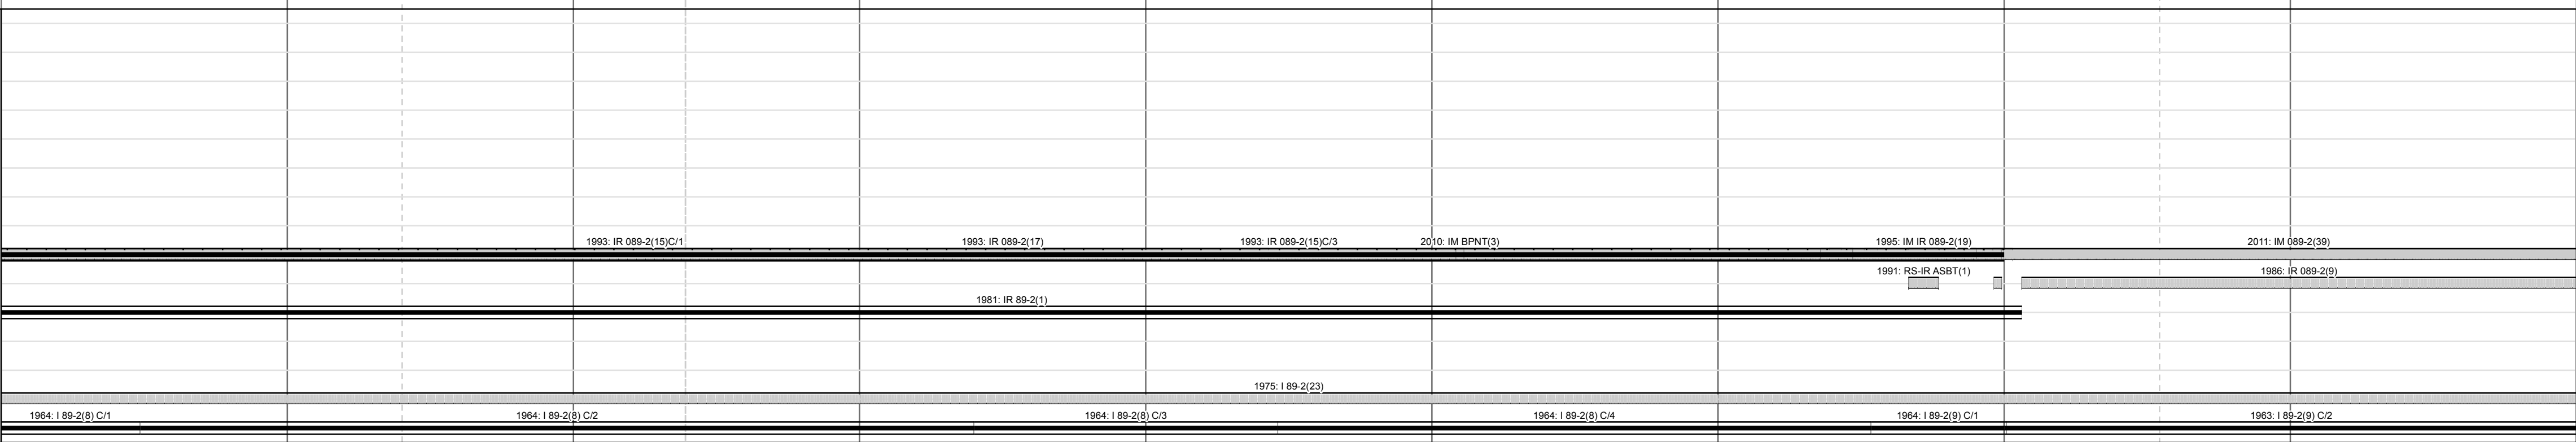 1993: IR 089-2(15)C/1 1993: IR 089-2(17) 1993: IR 089-2(15)C/3 2010: IM BPNT(3) 1995: IM IR 089-2(19) 2011: IM 089-2(39)
1991: RS-IR ASBT(1) 1986: IR 089-2(9)
1981: IR 89-2(1)
1975: I 89-2(23)
1964: I 89-2(8) C/1 1964: I 89-2(8) C/2 1964: I 89-2(8) C/3 1964: I 89-2(8) C/4 1964: I 89-2(9) C/1 1963: I 89-2(9) C/2